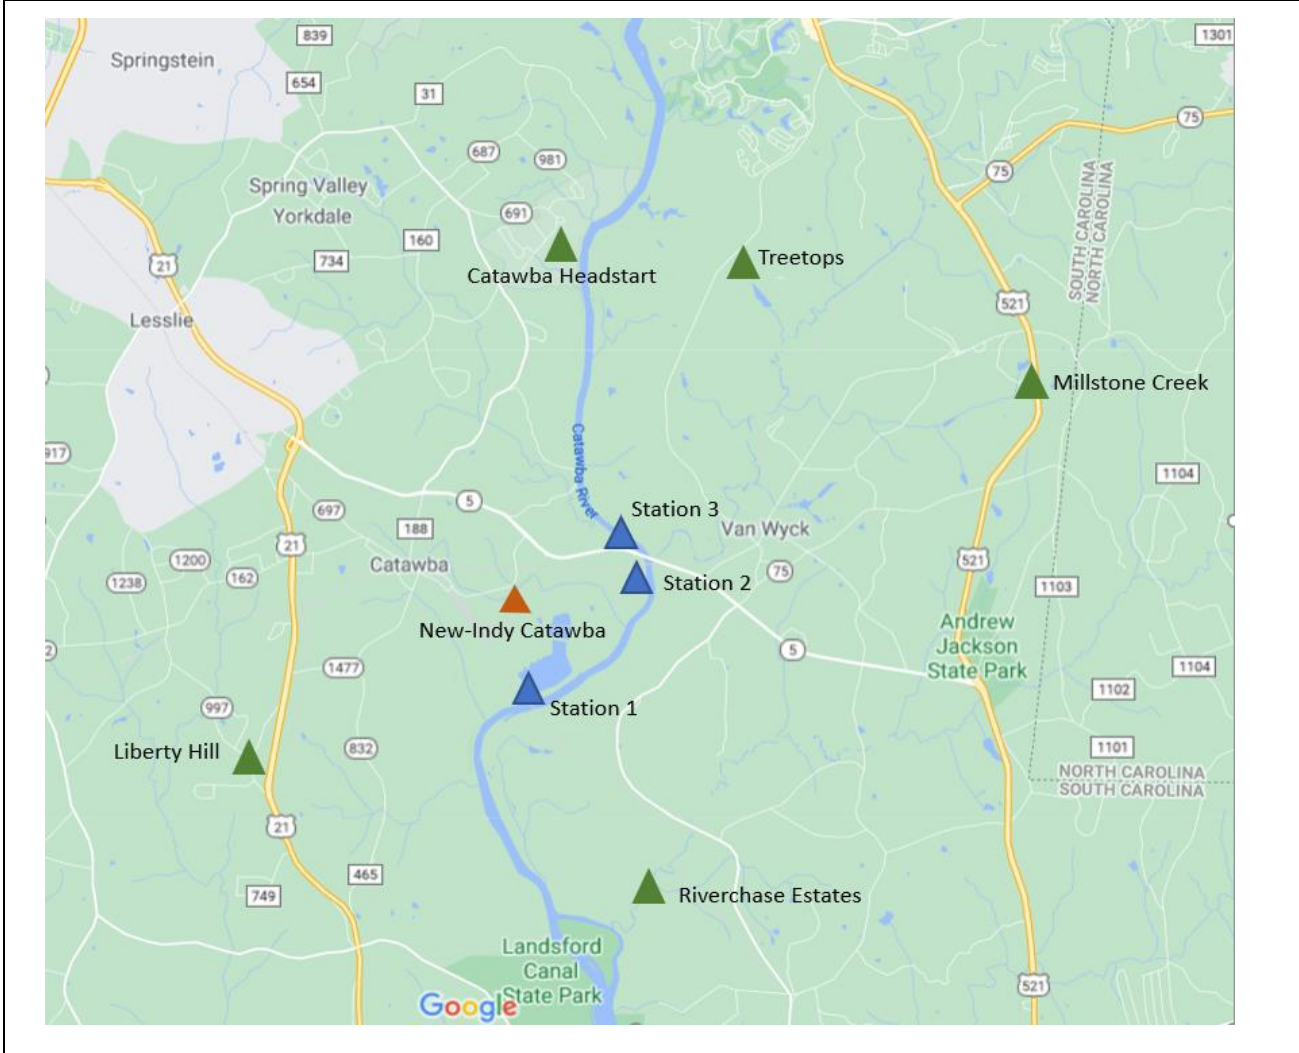 839
1301
Springstein
654
31
75
687
981
75
Spring Valley
Yorkdale
691
SOUTH CAROLINA
NORTH CAROLINA
160
734
21
Catawba Headstart
Treetops
521
Lesslie
Millstone Creek
917
Catawba River
1104
5
697
Station 3
188
Van Wyck
21
Catawba
1200
162
1238
75
521
Station 2
1103
New-Indy Catawba
Andrew
Jackson
State Park
2
5
1477
1104
1102
997
Station 1
Liberty Hill
832
1101
NORTH CAROLINA
SOUTH CAROLINA
21
465
749
Riverchase Estates
Landsford
Canal
State Park
Google
521